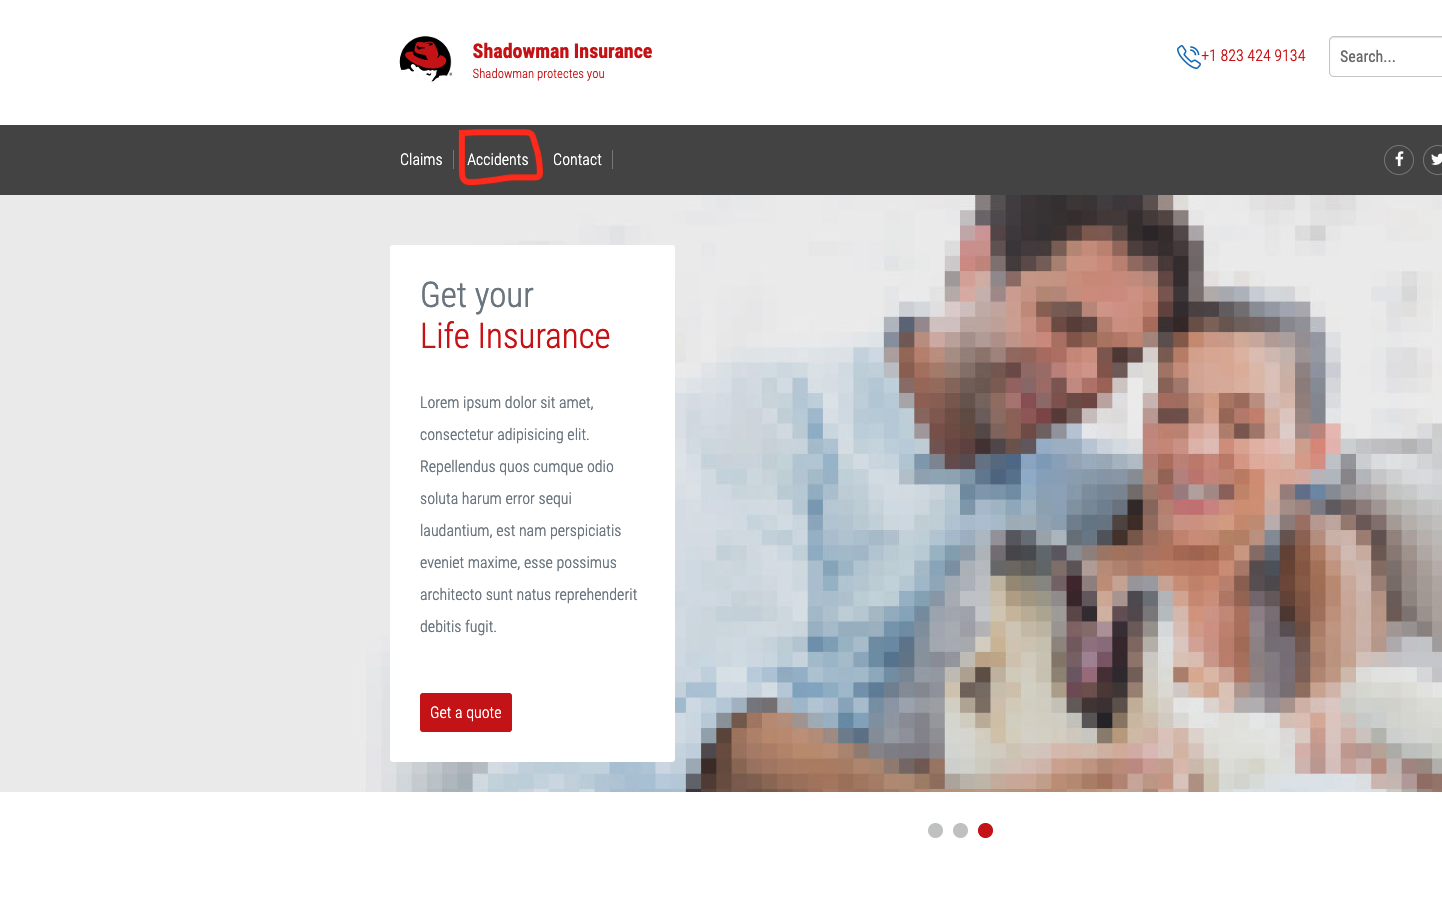 Shadowman Insurance
Shadowman protectes you
+1 823 424 9134
Search...
Claims
Accidents
Contact
Get your
Life Insurance
Lorem ipsum dolor sit amet,
consectetur adipisicing elit.
Repellendus quos cumque odio
soluta harum error sequi
laudantium, est nam perspiciatis
eveniet maxime, esse possimus
architecto sunt natus reprehenderit
debitis fugit.
Get a quote